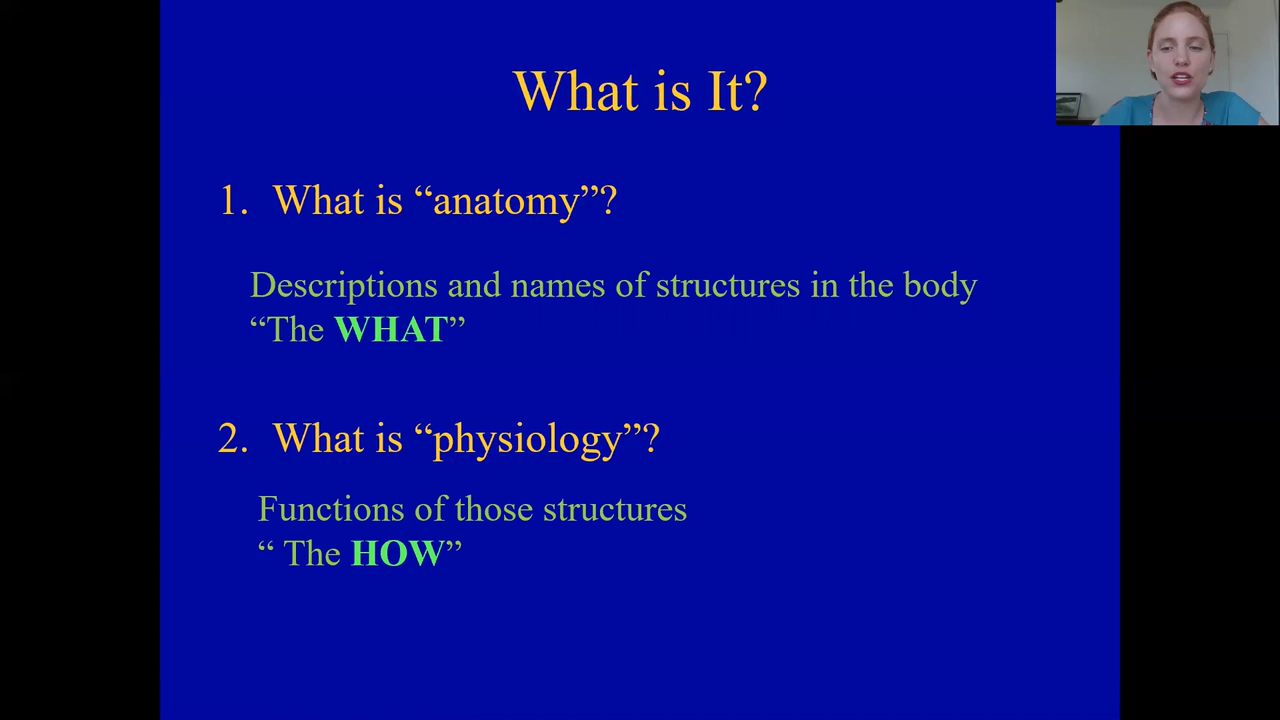 What is It?
1. What is “anatomy”?
Descriptions and names of structures in the body
“The WHAT”
2. What is “physiology”?
Functions of those structures
“ The HOW”